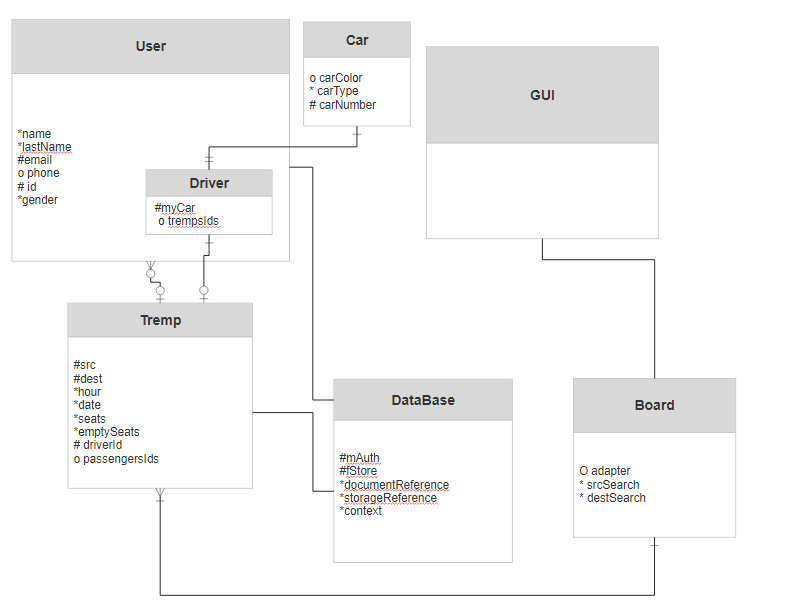 User
*name
*lastName
#email
o phone
# id
*gender
Car
o carColor
* carType
# carNumber
Driver
#myCar
o trempsIds
GUI
Tremp
#src
#dest
*hour
*date
*seats
*emptySeats
# driverId
o passengersIds
DataBase
#mAuth
#fStore
*documentReference
*storageReference
*context
Board
O adapter
* srcSearch
* destSearch